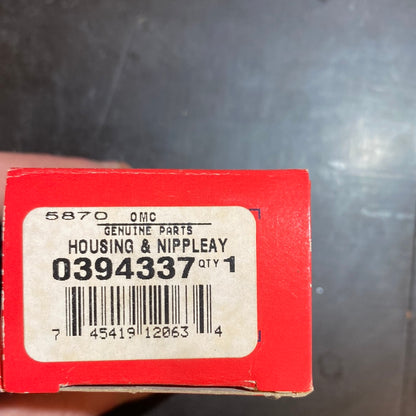 5870 OMC
GENUINE PARTS
HOUSING & NIPPLEAY
0394337 QTY 1
7 45419 12063 4